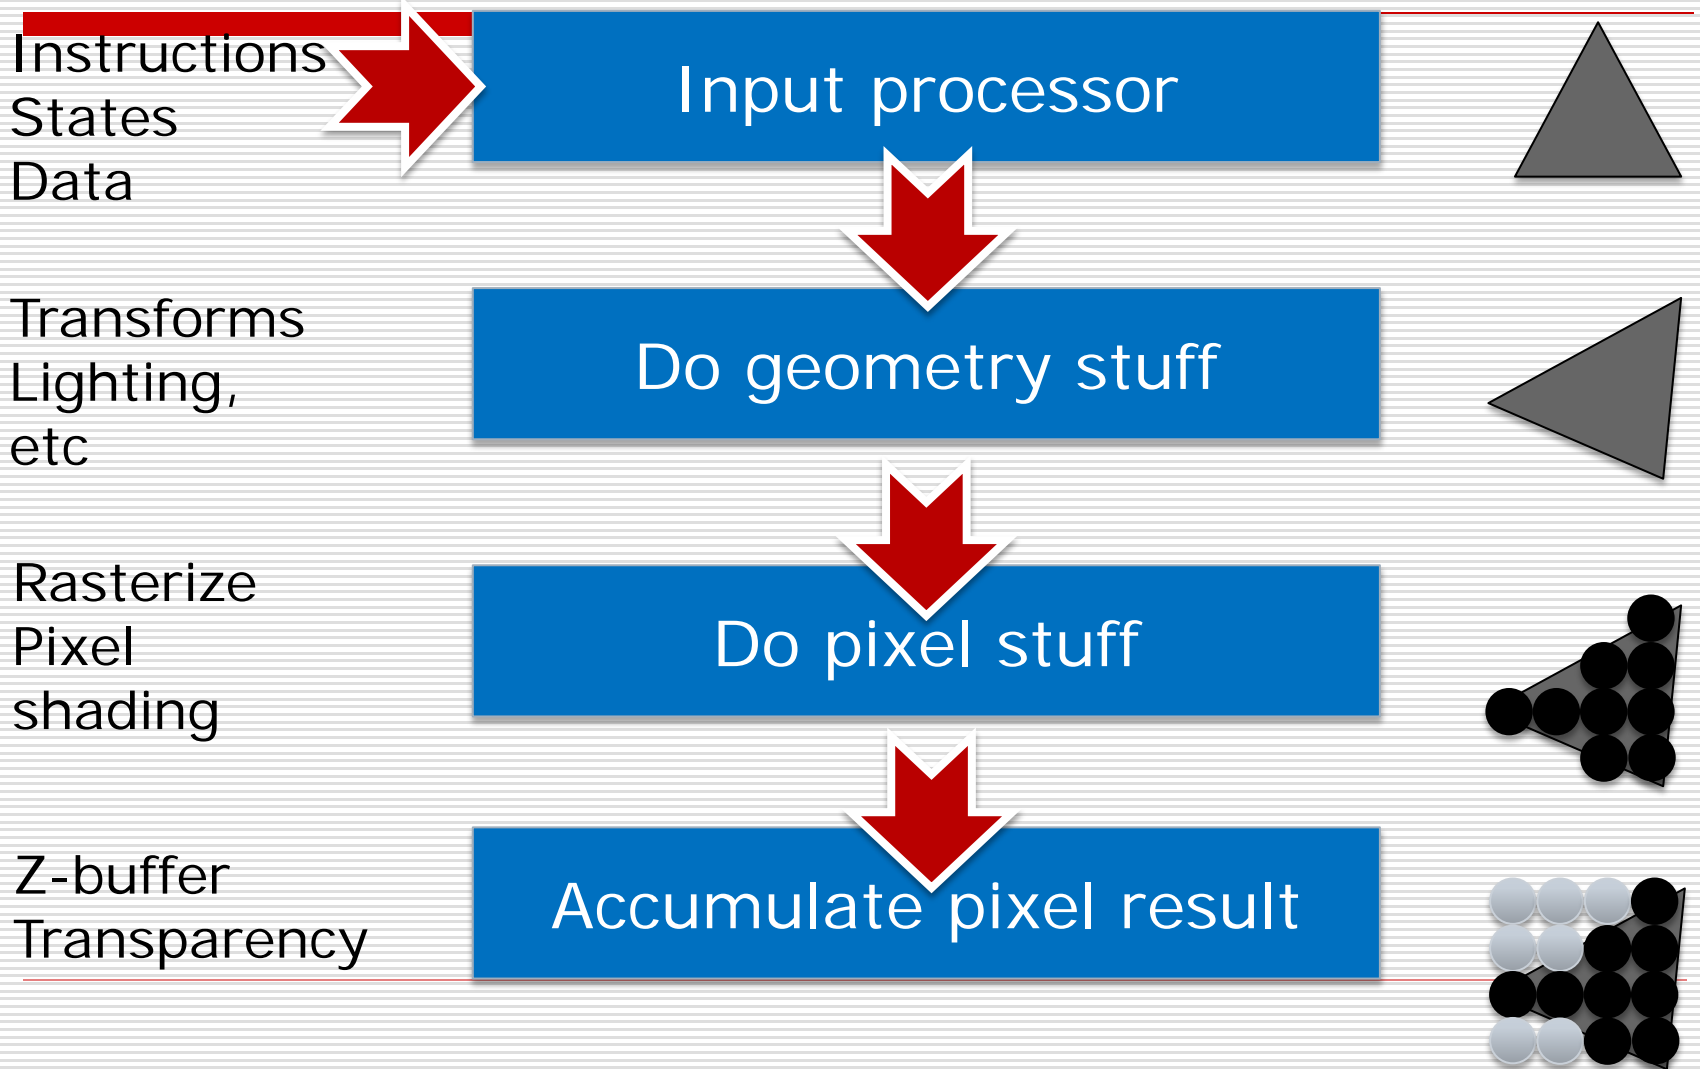 Instructions
States
Data
Input processor
Transforms
Lighting,
etc
Do geometry stuff
Rasterize
Pixel
shading
Do pixel stuff
Z-buffer
Transparency
Accumulate pixel result